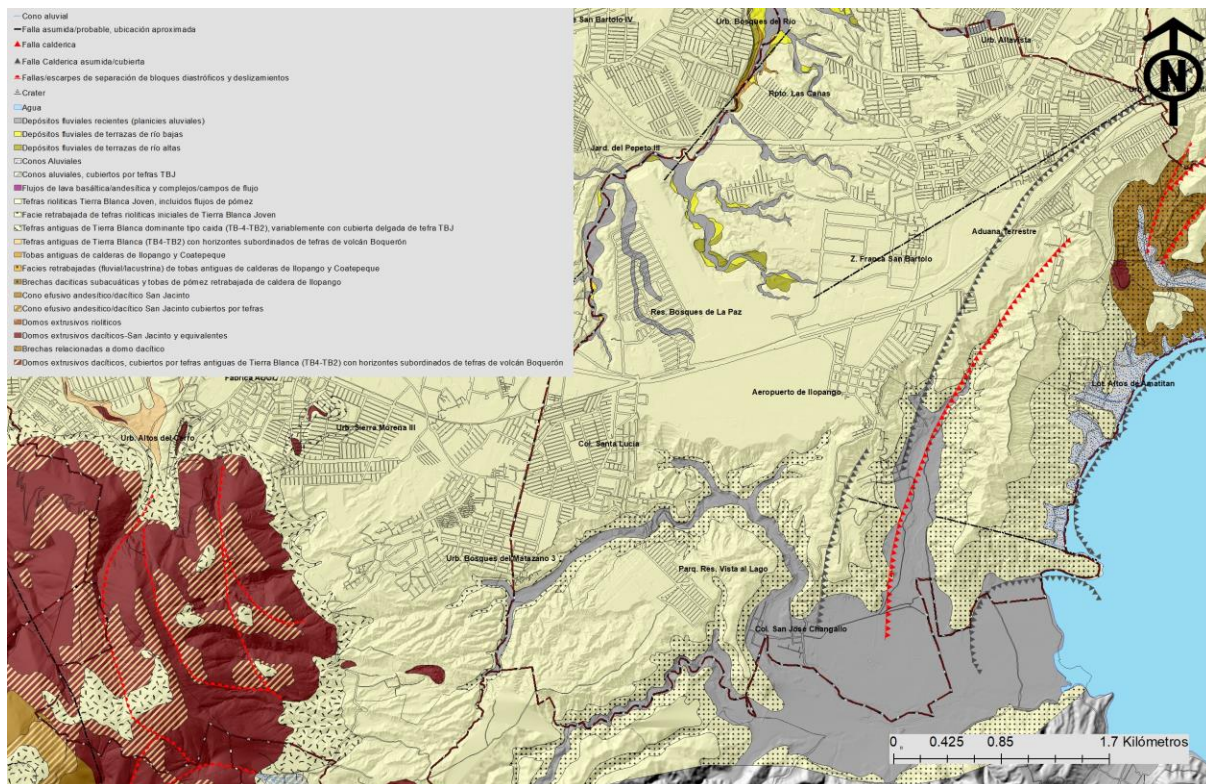 Cono aluvial
Falla asumida/probable, ubicación aproximada
Falla calderica
Falla Calderica asumida/cubierta
Fallas/escarpes de separación de bloques diastróficos y deslizamientos
Crater
Agua
Depósitos fluviales recientes (planicies aluviales)
Depósitos fluviales de terrazas de río bajas
Depósitos fluviales de terrazas de río altas
Conos Aluviales
Conos aluviales, cubiertos por tefras TBJ
Flujos de lava basáltica/andesítica y complejos/campos de flujo
Tefras riolíticas Tierra Blanca Joven, incluidos flujos de pómez
Facie retrabajada de tefras rioliticas iniciales de Tierra Blanca Joven
Tefras antiguas de Tierra Blanca dominante tipo caida (TB-4-TB2), variablemente con cubierta delgada de tefra TBJ
Tefras antiguas de Tierra Blanca (TB4-TB2) con horizontes subordinados de tefras de volcán Boquerón
Tobas antiguas de calderas de Ilopango y Coatepeque
Facies retrabajadas (fluvial/lacustrina) de tobas antiguas de calderas de Ilopango y Coatepeque
Brechas dacíticas subacuáticas y tobas de pómez retrabajada de caldera de Ilopango
Cono efusivo andesítico/dacítico San Jacinto
Cono efusivo andesítico/dacítico San Jacinto cubiertos por tefras
Domos extrusivos riolíticos
Domos extrusivos dacíticos-San Jacinto y equivalentes
Brechas relacionadas a domo dacítico
Domos extrusivos dacíticos, cubiertos por tefras antiguas de Tierra Blanca (TB4-TB2) con horizontes subordinados de tefras de volcán Boquerón
San Bartolo IV
Urb. Bosques del Río
Urb. Altavista
N
Rpto. Las Cañas
Jard. del Pepeto III
Aduana Terrestre
Z. Franca San Bartolo
Res. Bosques de La Paz
Los Altos de Amatitan
Aeropuerto de Ilopango
Urb. Altos del Cerro
Urb. Sierra Morena III
Col. Santa Lucía
Urb. Bosques del Matazano 3
Parq. Res. Vista al Lago
Col. San José Changallo
0 0.425 0.85 1.7 Kilómetros